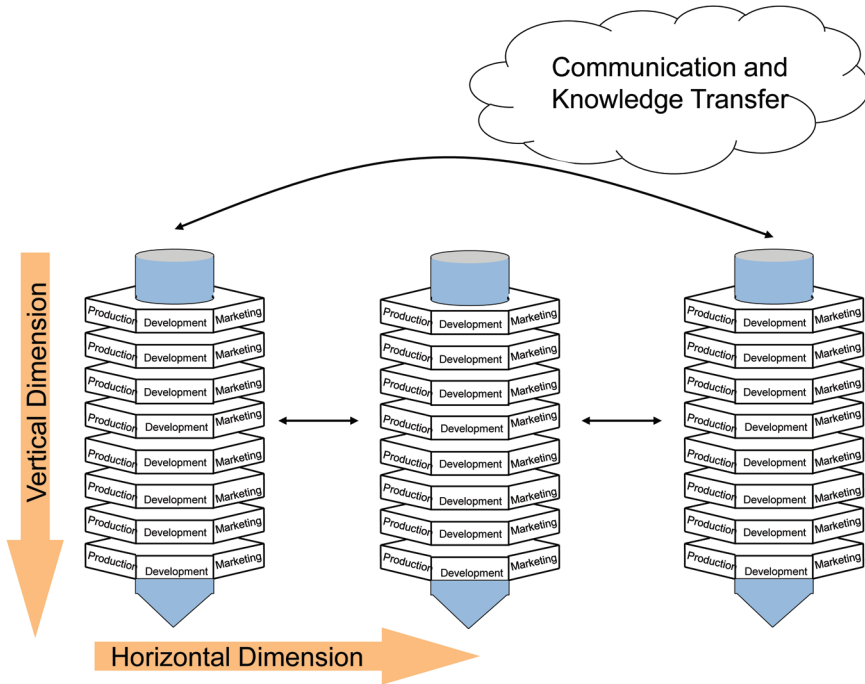 Communication and
Knowledge Transfer
Vertical Dimension
Production Development Marketing Production Development Marketing Production Development Marketing
Production Development Marketing Production Development Marketing Production Development Marketing
Production Development Marketing Production Development Marketing Production Development Marketing
Production Development Marketing Production Development Marketing Production Development Marketing
Production Development Marketing Production Development Marketing Production Development Marketing
Production Development Marketing Production Development Marketing Production Development Marketing
Production Development Marketing Production Development Marketing Production Development Marketing
Production Development Marketing Production Development Marketing Production Development Marketing
Horizontal Dimension